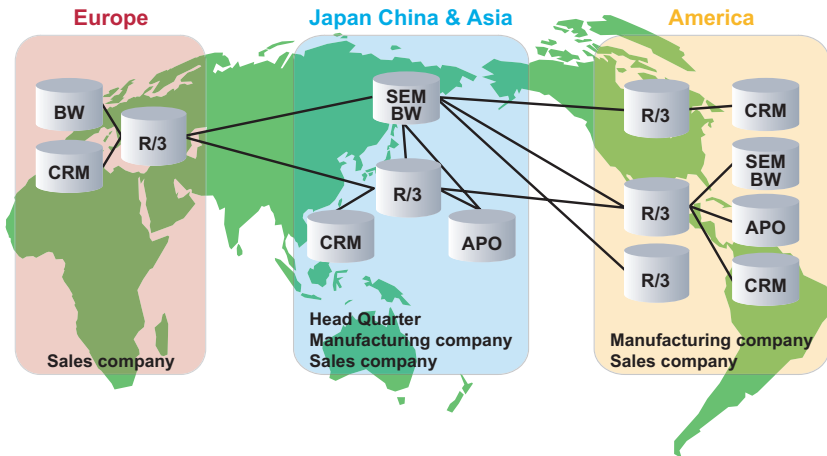 Europe
BW
CRM
R/3
Sales company
Japan China & Asia
SEM
BW
R/3
CRM
APO
Head Quarter
Manufacturing company
Sales company
America
R/3
CRM
SEM
BW
R/3
APO
R/3
CRM
Manufacturing company
Sales company